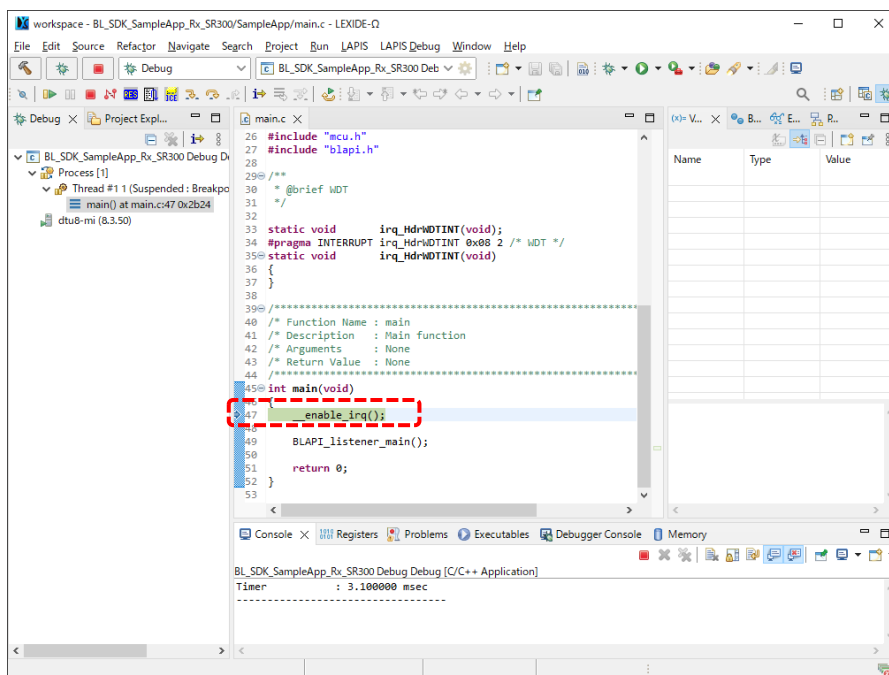 workspace - BL_SDK_SampleApp_Rx_SR300/SampleApp/main.c - LEXIDE-Ω
File Edit Source Refactor Navigate Search Project Run LAPIS LAPIS Debug Window Help
Debug
BL_SDK_SampleApp_Rx_SR300 Deb
Debug
Project Expl...
BL_SDK_SampleApp_Rx_SR300 Debug D
Process [1]
Thread #1 1 (Suspended : Breakpo
main() at main.c:47 0x2b24
dtu8-mi (8.3.50)
main.c
26 #include "mcu.h"
27 #include "blapi.h"
28
29 /**
30 * @brief WDT
31 */
32
33 static void irq_HdrWDTINT(void);
34 #pragma INTERRUPT irq_HdrWDTINT 0x08 2 /* WDT */
35 static void irq_HdrWDTINT(void)
36 {
37 }
38
39 /***********************************************************
40 /* Function Name : main
41 /* Description : Main function
42 /* Arguments : None
43 /* Return Value : None
44 /***********************************************************
45 int main(void)
46 {
47 __enable_irq();
48
49 BLAPI_listener_main();
50
51 return 0;
52 }
53
(x)= V...
B...
E...
R..
Name Type Value
Console
Registers
Problems
Executables
Debugger Console
Memory
BL_SDK_SampleApp_Rx_SR300 Debug Debug [C/C++ Application]
Timer : 3.100000 msec
----------------------------------